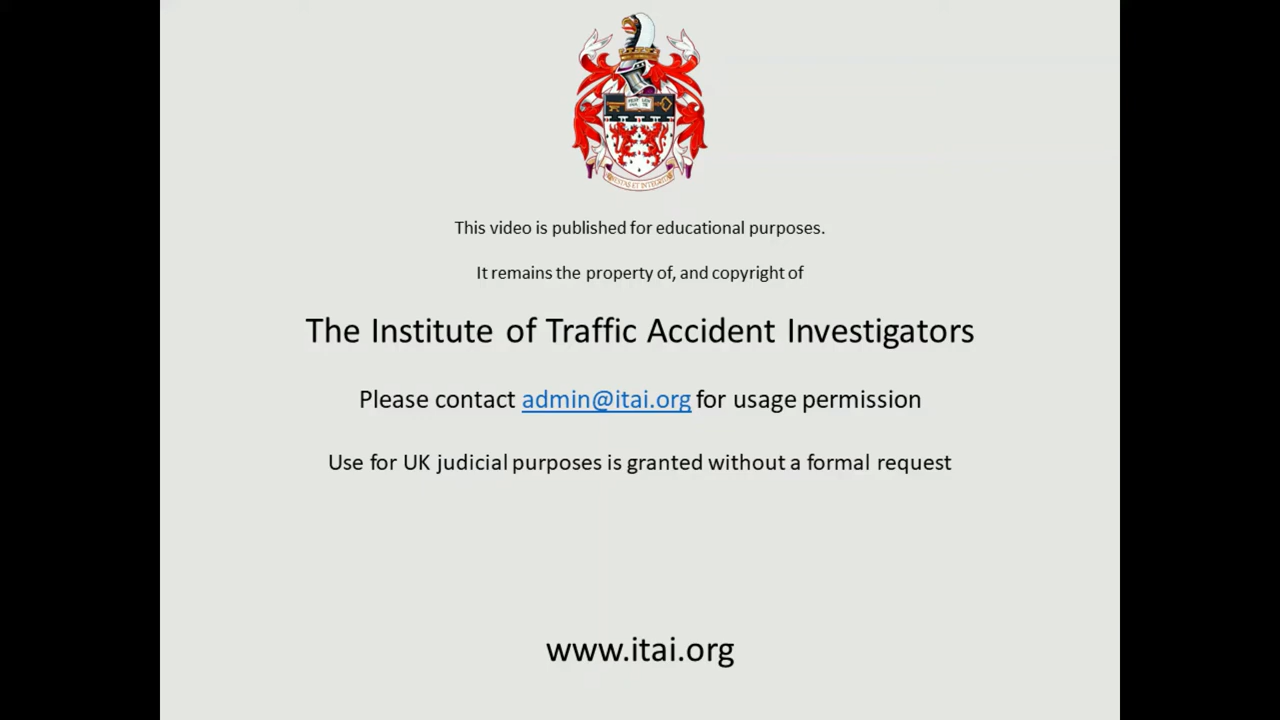 This video is published for educational purposes.
It remains the property of, and copyright of
The Institute of Traffic Accident Investigators
Please contact admin@itai.org for usage permission
Use for UK judicial purposes is granted without a formal request
www.itai.org